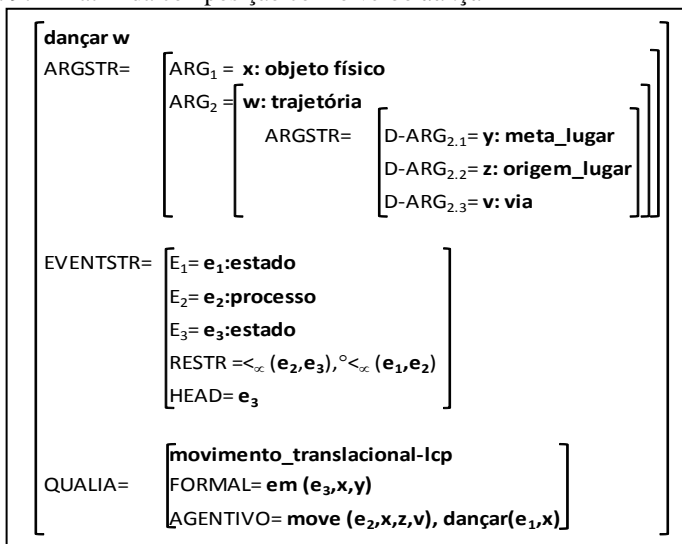 dançar w
ARGSTR= ARG₁ = x: objeto físico
ARG₂ = w: trajetória
ARGSTR= D-ARG₂.₁= y: meta_lugar
D-ARG₂.₂= z: origem_lugar
D-ARG₂.₃= v: via
EVENTSTR= E₁= e₁:estado
E₂= e₂:processo
E₃= e₃:estado
RESTR =<∞ (e₂,e₃),°<∞ (e₁,e₂)
HEAD= e₃
movimento_translacional-lcp
QUALIA= FORMAL= em (e₃,x,y)
AGENTIVO= move (e₂,x,z,v), dançar(e₁,x)